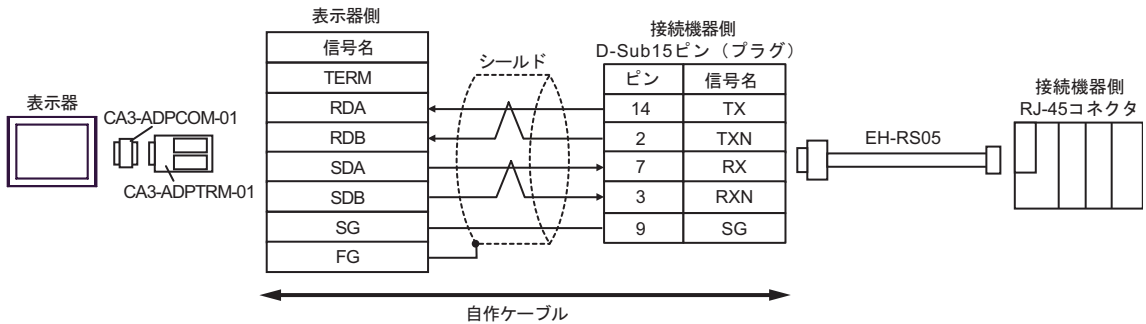 表示器
CA3-ADPCOM-01
CA3-ADPTRM-01
表示器側
信号名
TERM
RDA
RDB
SDA
SDB
SG
FG
シールド
接続機器側
D-Sub15ピン（プラグ）
ピン 信号名
14 TX
2 TXN
7 RX
3 RXN
9 SG
EH-RS05
接続機器側
RJ-45コネクタ
自作ケーブル